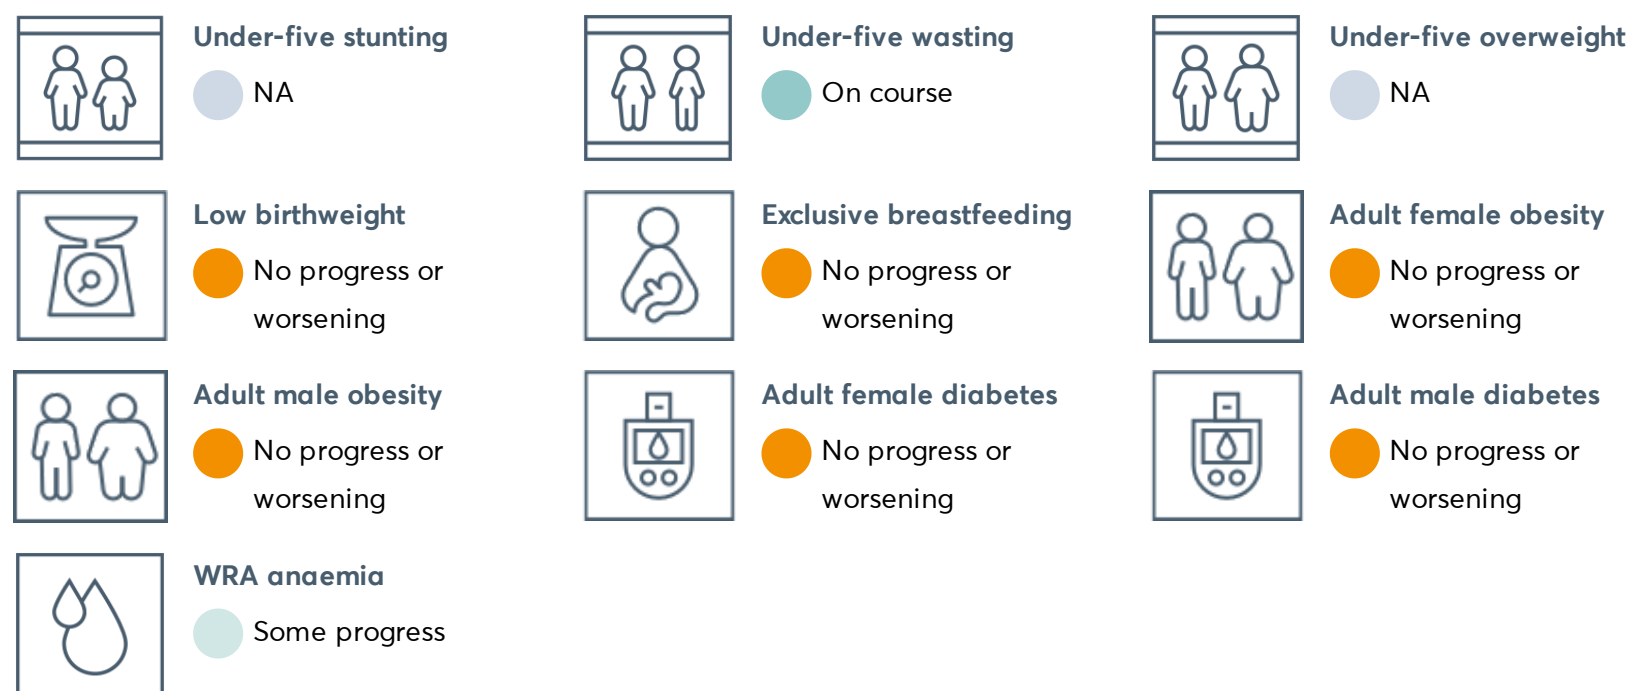 Under-five stunting
NA
Under-five wasting
On course
Under-five overweight
NA
Low birthweight
No progress or
worsening
Exclusive breastfeeding
No progress or
worsening
Adult female obesity
No progress or
worsening
Adult male obesity
No progress or
worsening
Adult female diabetes
No progress or
worsening
Adult male diabetes
No progress or
worsening
WRA anaemia
Some progress